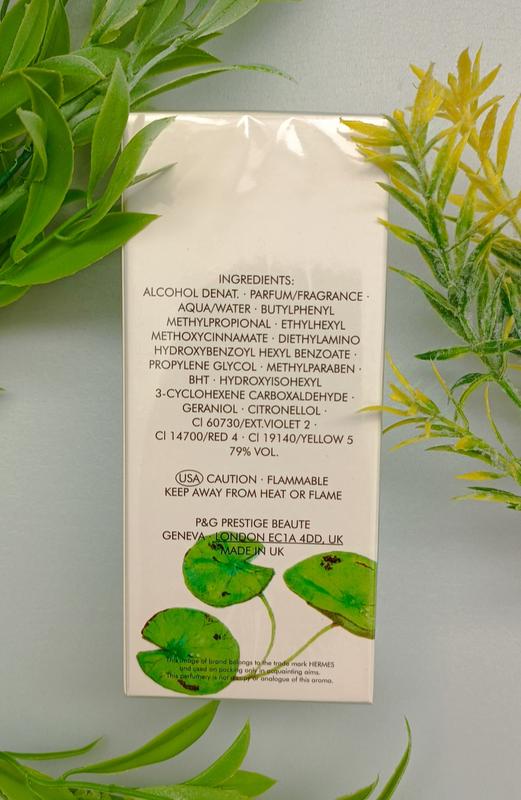 INGREDIENTS:
ALCOHOL DENAT. · PARFUM/FRAGRANCE ·
AQUA/WATER · BUTYLPHENYL
METHYLPROPIONAL · ETHYLHEXYL
METHOXYCINNAMATE · DIETHYLAMINO
HYDROXYBENZOYL HEXYL BENZOATE ·
PROPYLENE GLYCOL · METHYLPARABEN ·
BHT · HYDROXYISOHEXYL
3-CYCLOHEXENE CARBOXALDEHYDE ·
GERANIOL · CITRONELLOL ·
CI 60730/EXT.VIOLET 2 ·
CI 14700/RED 4 · CI 19140/YELLOW 5
79% VOL.
USA CAUTION · FLAMMABLE
KEEP AWAY FROM HEAT OR FLAME
P&G PRESTIGE BEAUTE
GENEVA · LONDON EC1A 4DD, UK
MADE IN UK
This image of brand belongs to the trade mark HERMES
and used on packing only in acquainting aims.
This perfumery is not a copy or analogue of this aroma.